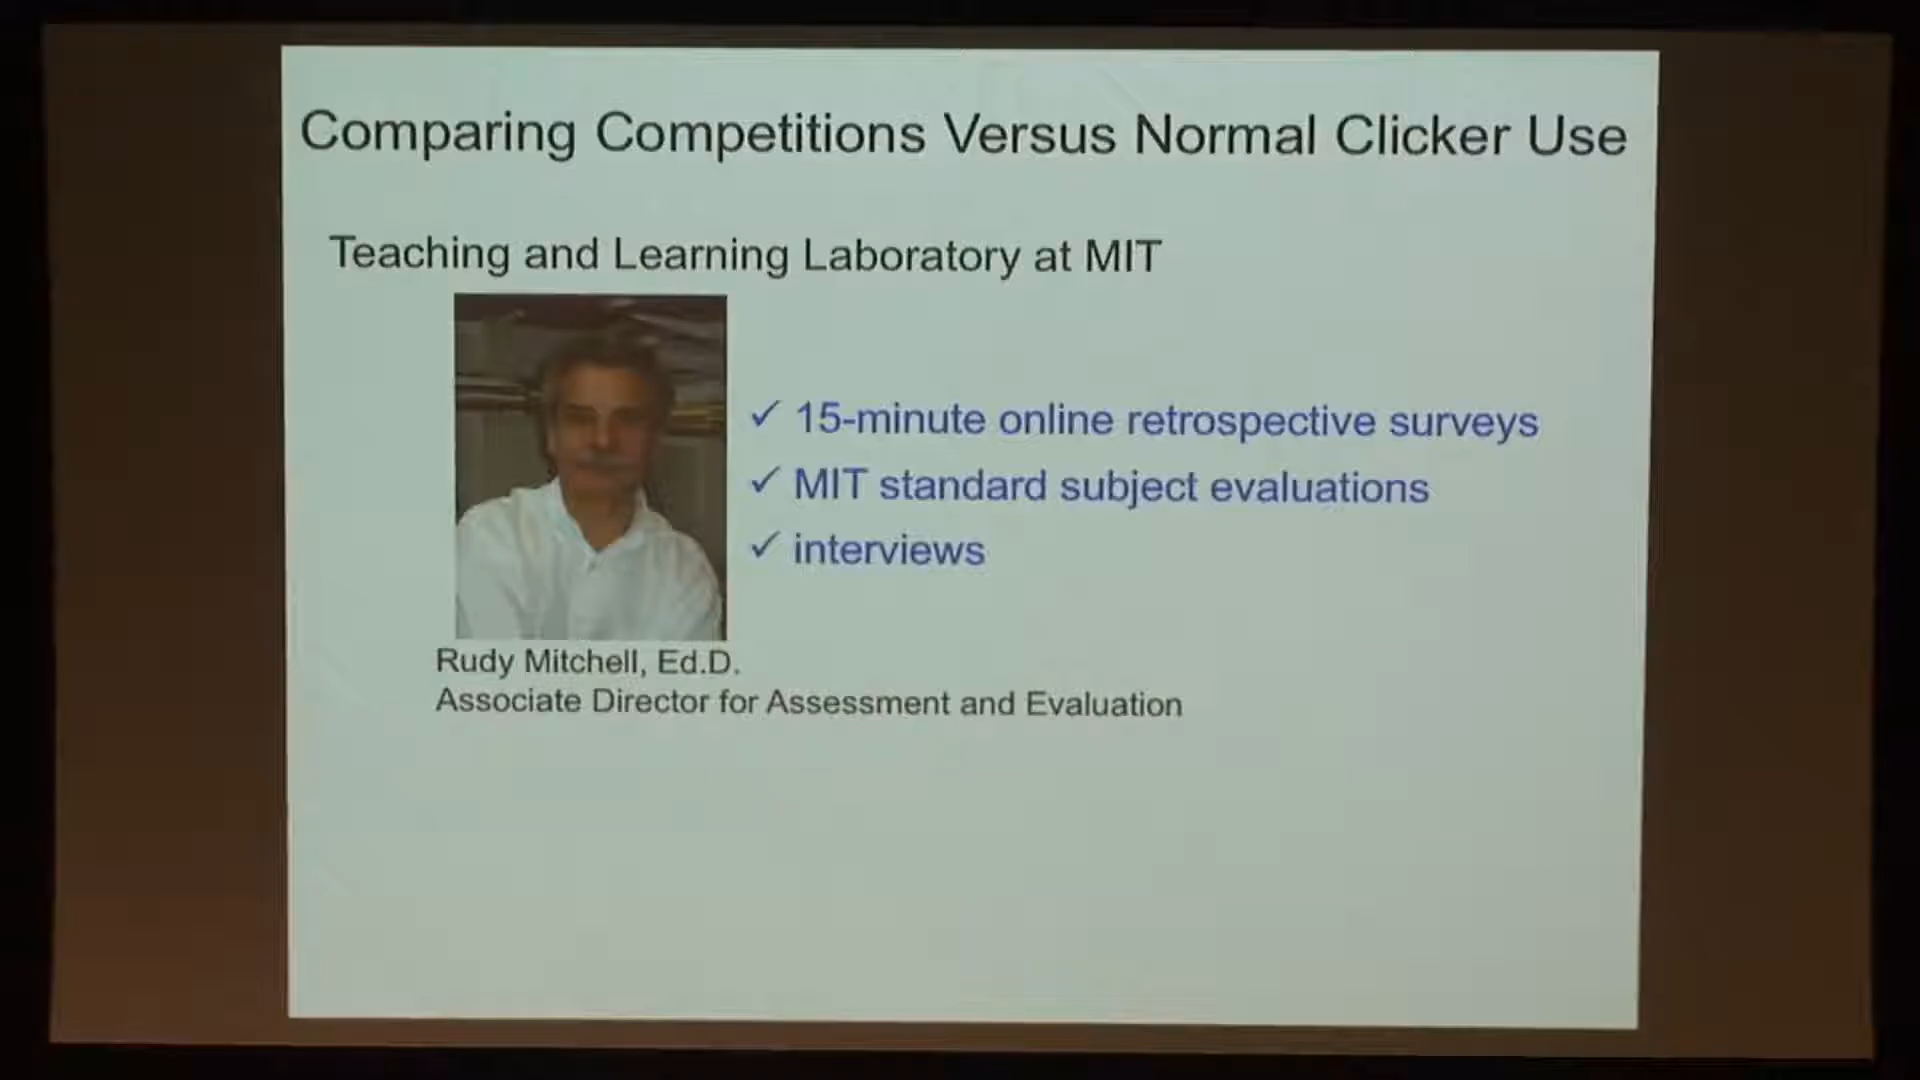 Comparing Competitions Versus Normal Clicker Use
Teaching and Learning Laboratory at MIT
✓ 15-minute online retrospective surveys
✓ MIT standard subject evaluations
✓ interviews
Rudy Mitchell, Ed.D.
Associate Director for Assessment and Evaluation